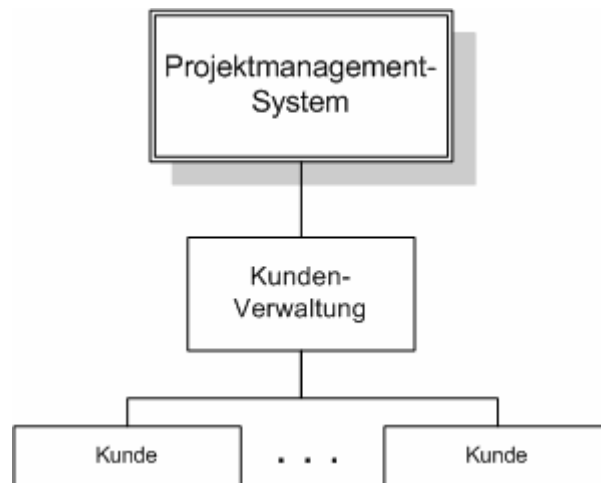 Projektmanagement-
System
Kunden-
Verwaltung
Kunde . . . Kunde